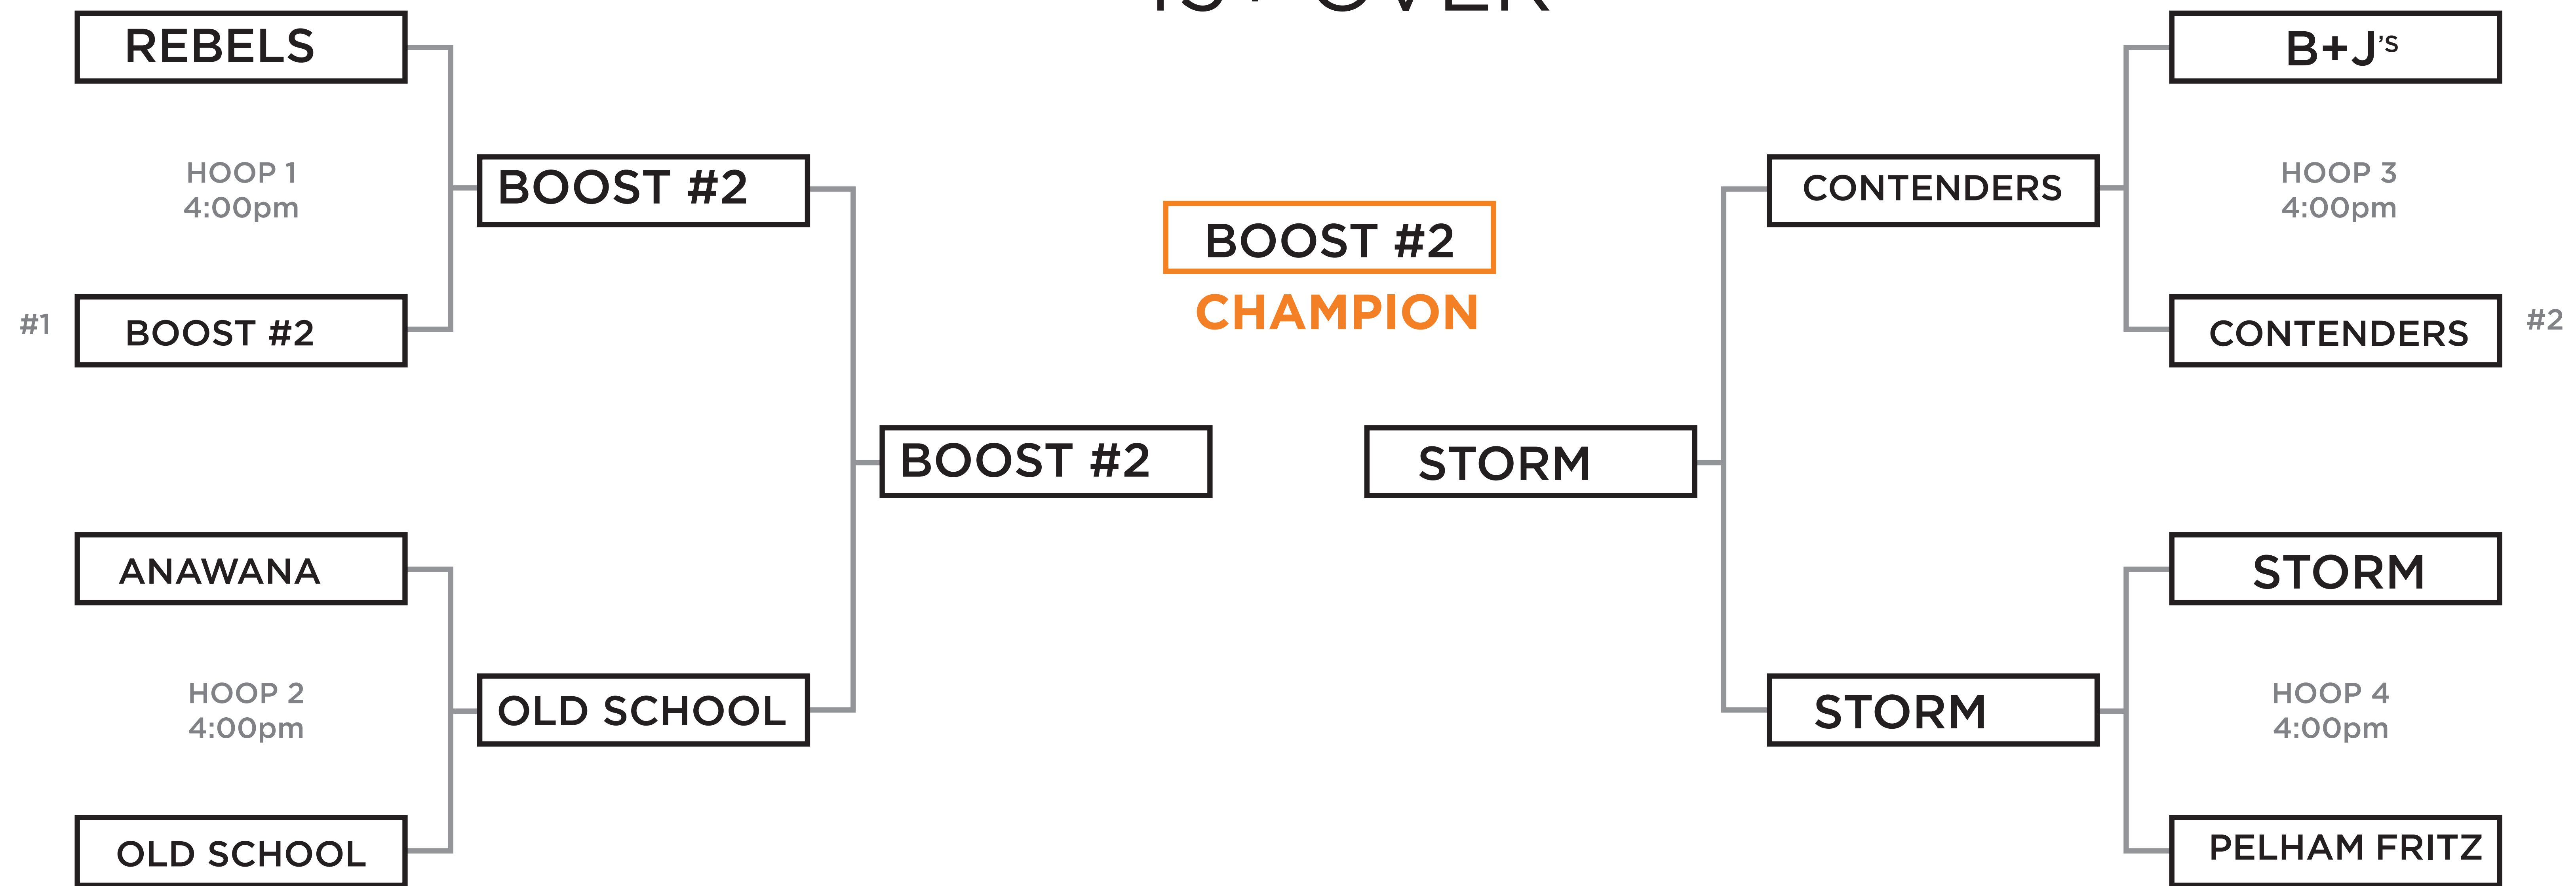 REBELS
HOOP 1
4:00pm
#1
BOOST #2
BOOST #2
ANAWANA
HOOP 2
4:00pm
OLD SCHOOL
OLD SCHOOL
BOOST #2
BOOST #2
CHAMPION
STORM
CONTENDERS
STORM
B+J'S
HOOP 3
4:00pm
CONTENDERS
#2
STORM
HOOP 4
4:00pm
PELHAM FRITZ